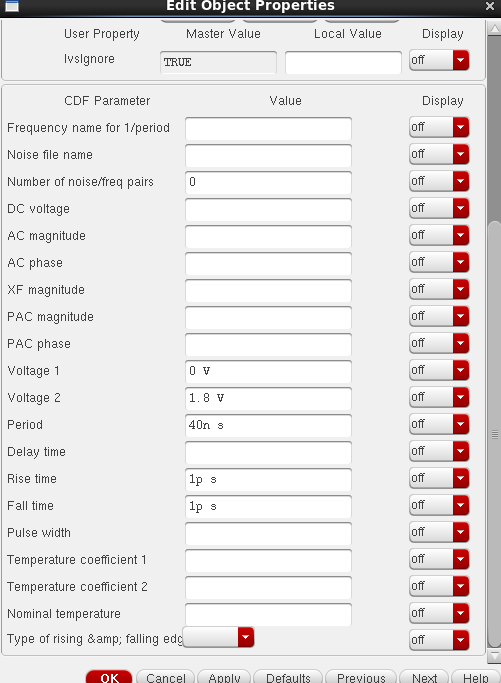 Edit Object Properties
User Property Master Value Local Value Display
lvsIgnore TRUE off
CDF Parameter Value Display
Frequency name for 1/period off
Noise file name off
Number of noise/freq pairs 0 off
DC voltage off
AC magnitude off
AC phase off
XF magnitude off
PAC magnitude off
PAC phase off
Voltage 1 0 V off
Voltage 2 1.8 V off
Period 40n s off
Delay time off
Rise time 1p s off
Fall time 1p s off
Pulse width off
Temperature coefficient 1 off
Temperature coefficient 2 off
Nominal temperature off
Type of rising &amp; falling edg off
OK Cancel Apply Defaults Previous Next Help